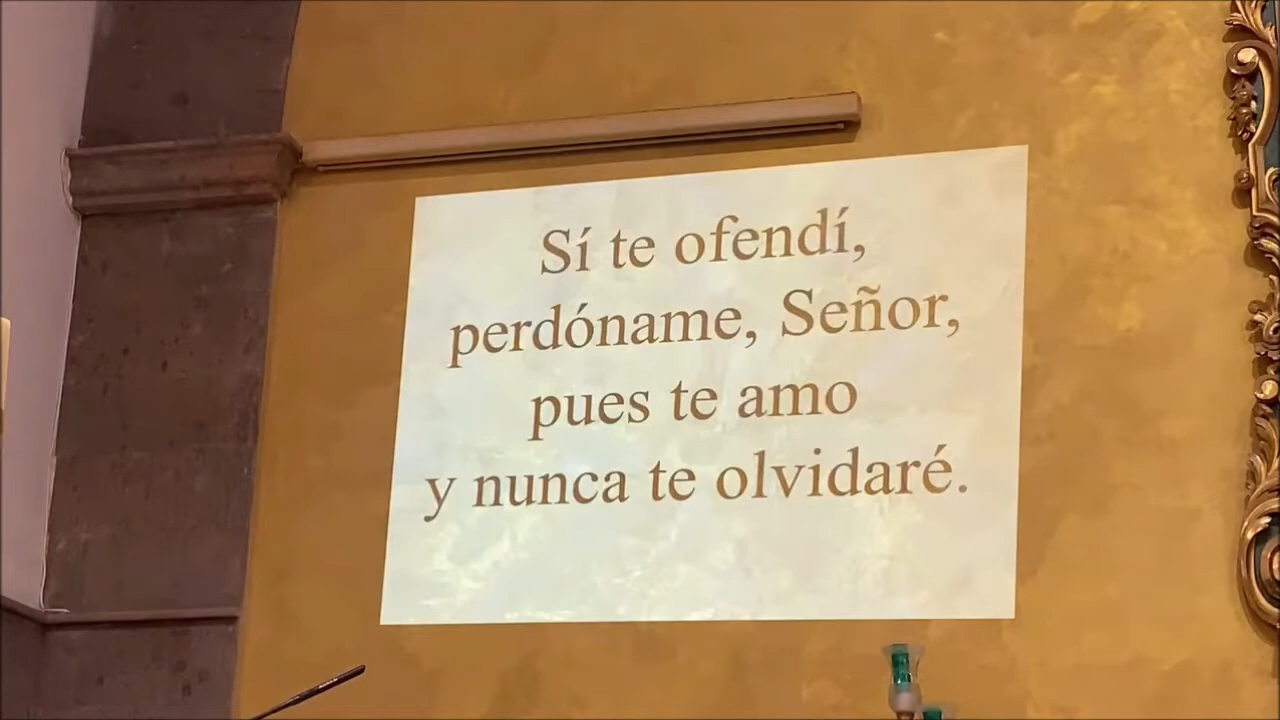 Sí te ofendí,
perdóname, Señor,
pues te amo
y nunca te olvidaré.